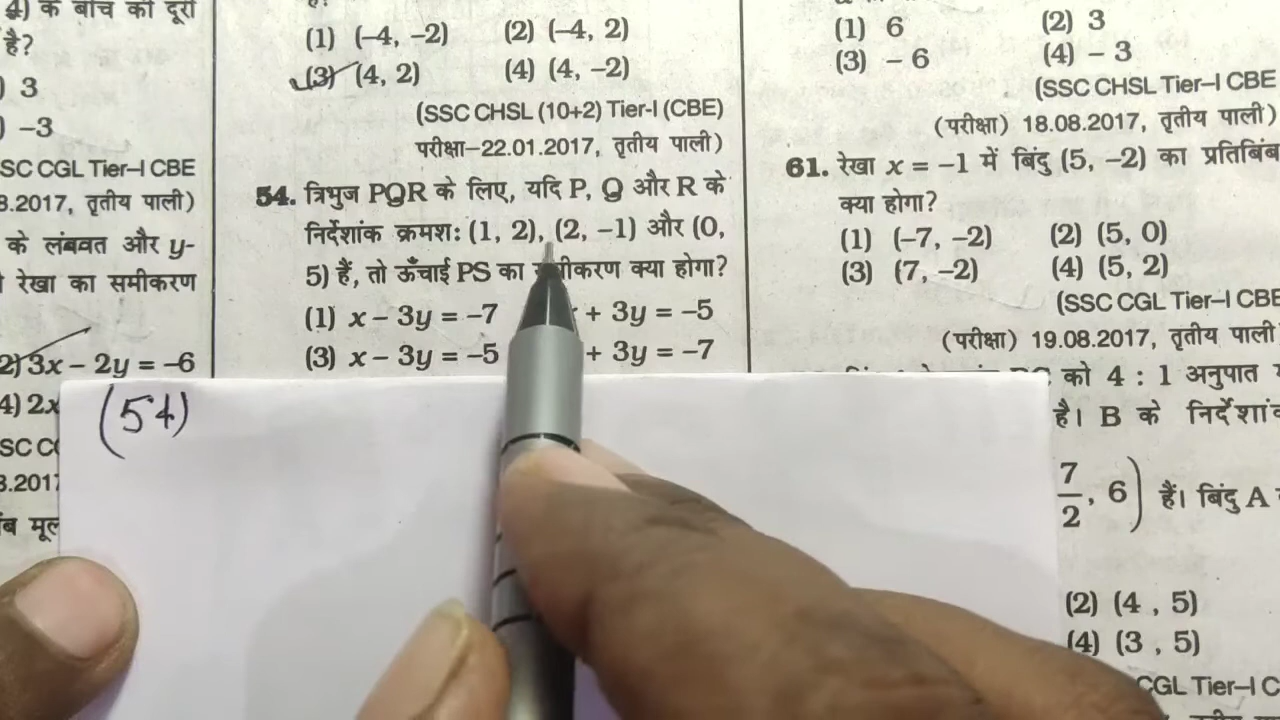 4) के बीच की दूरी
है?
) 3
) −3
SC CGL Tier–I CBE
8.2017, तृतीय पाली)
के लंबवत और y-
रेखा का समीकरण
2) 3x − 2y = −6
4) 2x
(1) (−4, −2) (2) (−4, 2)
(3) (4, 2) (4) (4, −2)
(SSC CHSL (10+2) Tier-I (CBE)
परीक्षा−22.01.2017, तृतीय पाली)
54. त्रिभुज PQR के लिए, यदि P, Q और R के
निर्देशांक क्रमश: (1, 2), (2, −1) और (0,
5) हैं, तो ऊँचाई PS का समीकरण क्या होगा?
(1) x − 3y = −7 + 3y = −5
(3) x − 3y = −5 + 3y = −7
(54)
(1) 6 (2) 3
(3) − 6 (4) − 3
(SSC CHSL Tier–I CBE
(परीक्षा) 18.08.2017, तृतीय पाली)
61. रेखा x = −1 में बिंदु (5, −2) का प्रतिबिंब
क्या होगा?
(1) (−7, −2) (2) (5, 0)
(3) (7, −2) (4) (5, 2)
(SSC CGL Tier–I CBE
(परीक्षा) 19.08.2017, तृतीय पाली
को 4 : 1 अनुपात
है। B के निर्देशांक
7/2, 6) हैं। बिंदु A
(2) (4 , 5)
(4) (3 , 5)
CGL Tier–I C